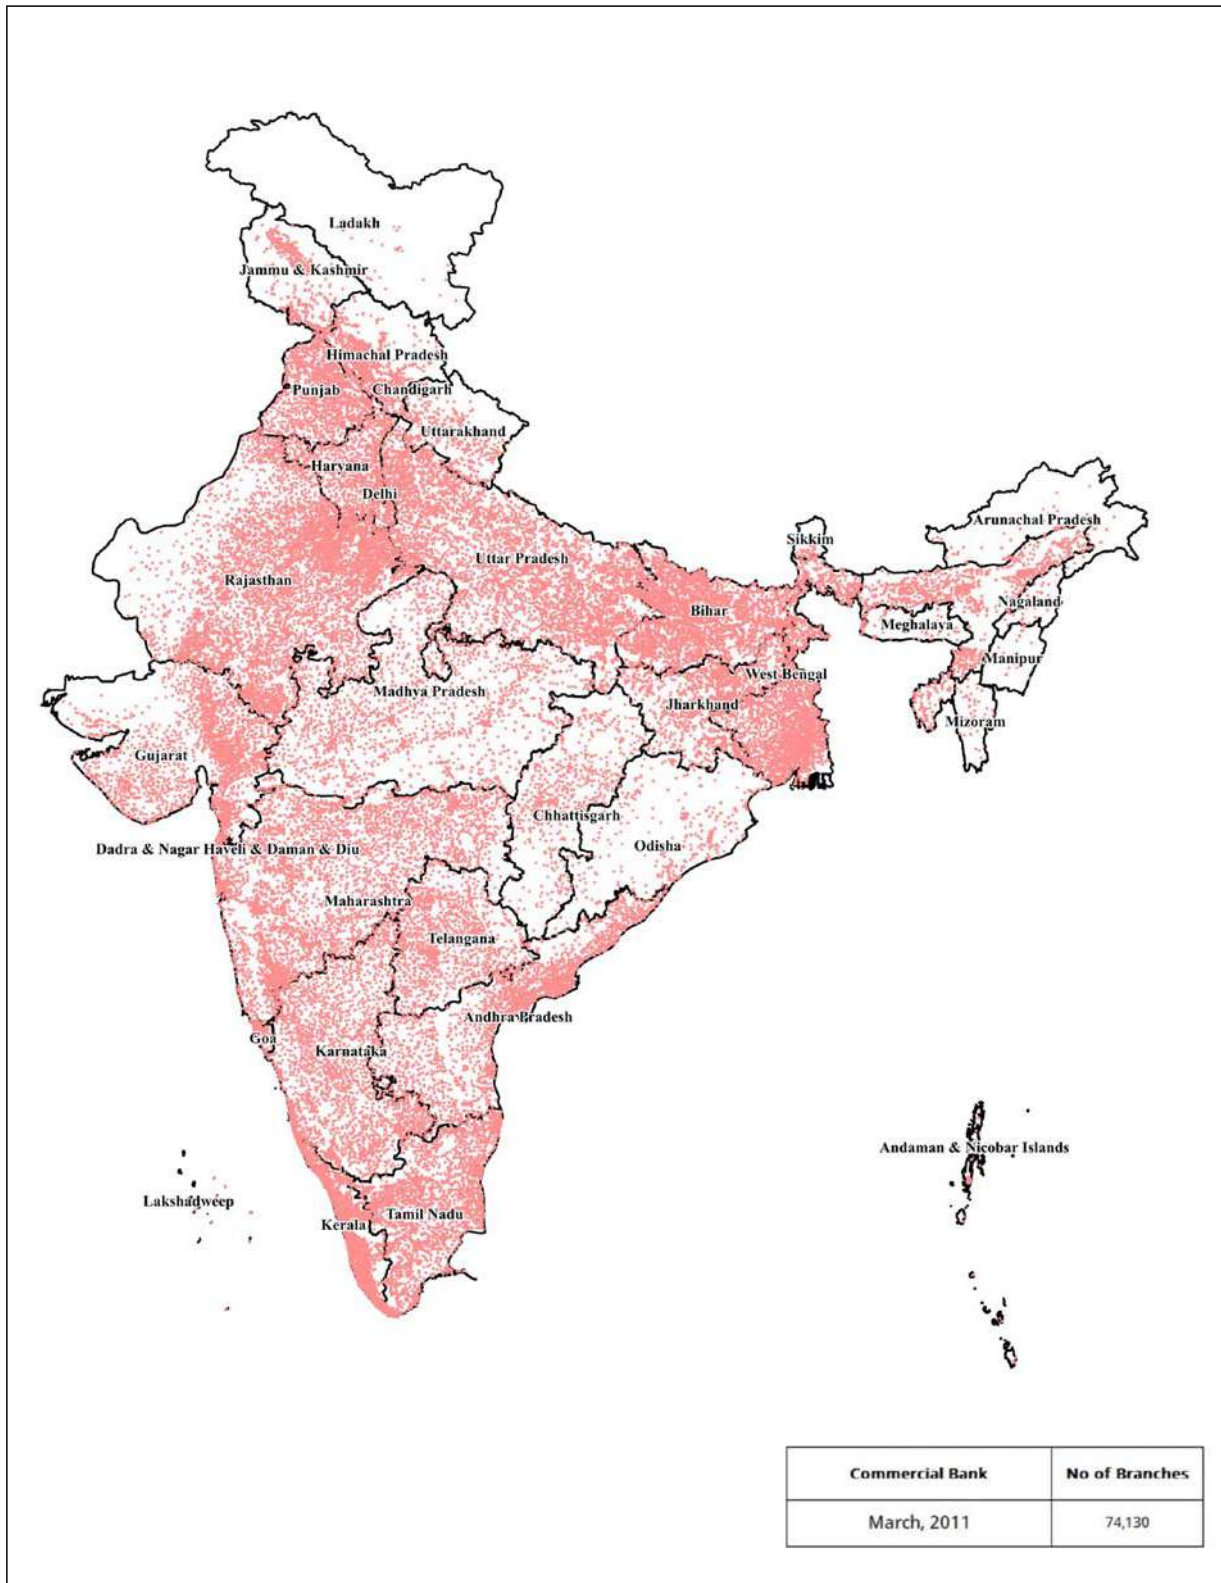 Ladakh
Jammu & Kashmir
Himachal Pradesh
Punjab
Chandigarh
Uttarakhand
Haryana
Delhi
Arunachal Pradesh
Sikkim
Uttar Pradesh
Rajasthan
Nagaland
Bihar
Meghalaya
Manipur
West Bengal
Madhya Pradesh
Jharkhand
Mizoram
Gujarat
Chhattisgarh
Odisha
Dadra & Nagar Haveli & Daman & Diu
Maharashtra
Telangana
Andhra Pradesh
Goa
Karnataka
Andaman & Nicobar Islands
Lakshadweep
Tamil Nadu
Kerala
Commercial Bank No of Branches
March, 2011 74,130